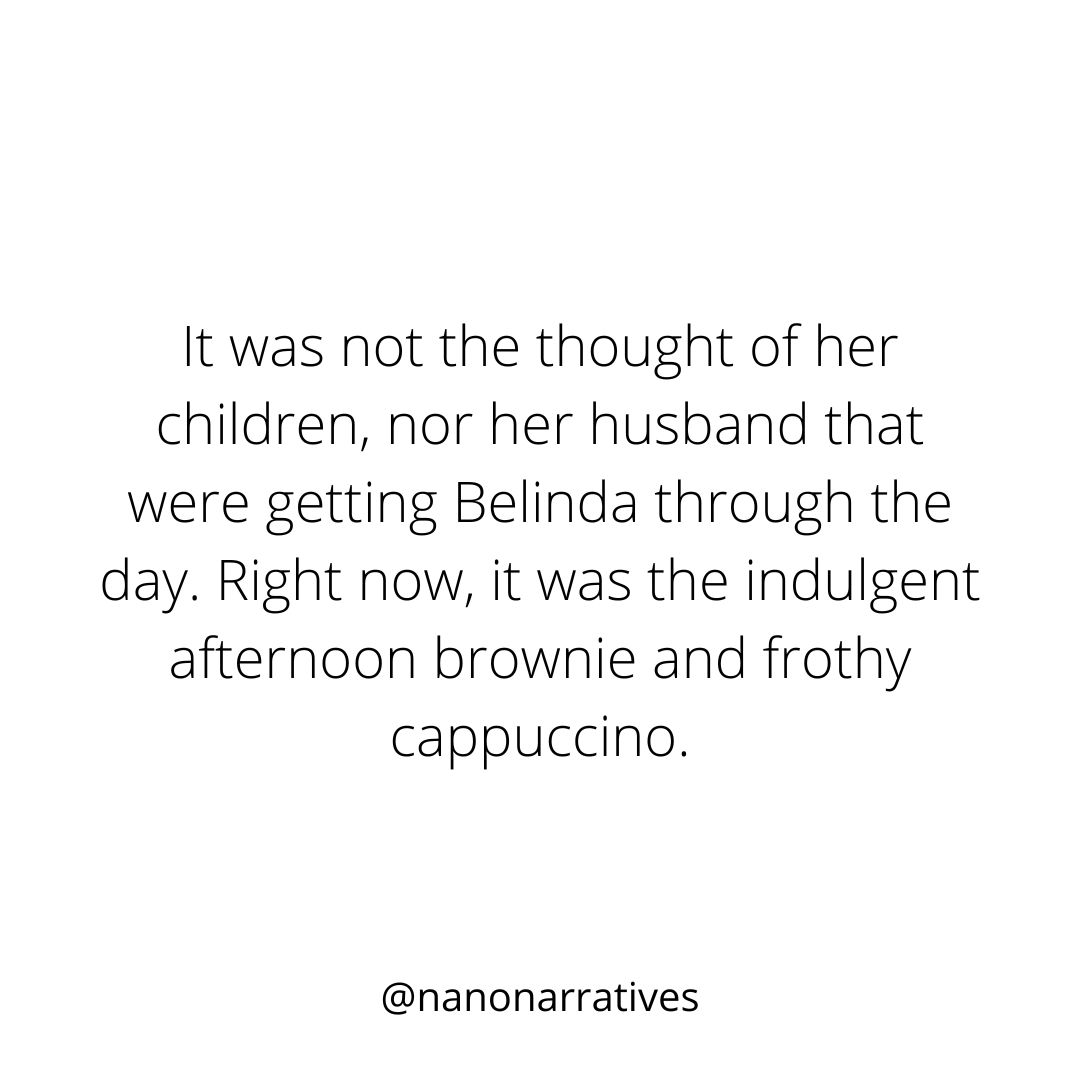 It was not the thought of her
children, nor her husband that
were getting Belinda through the
day. Right now, it was the indulgent
afternoon brownie and frothy
cappuccino.
@nanonarratives